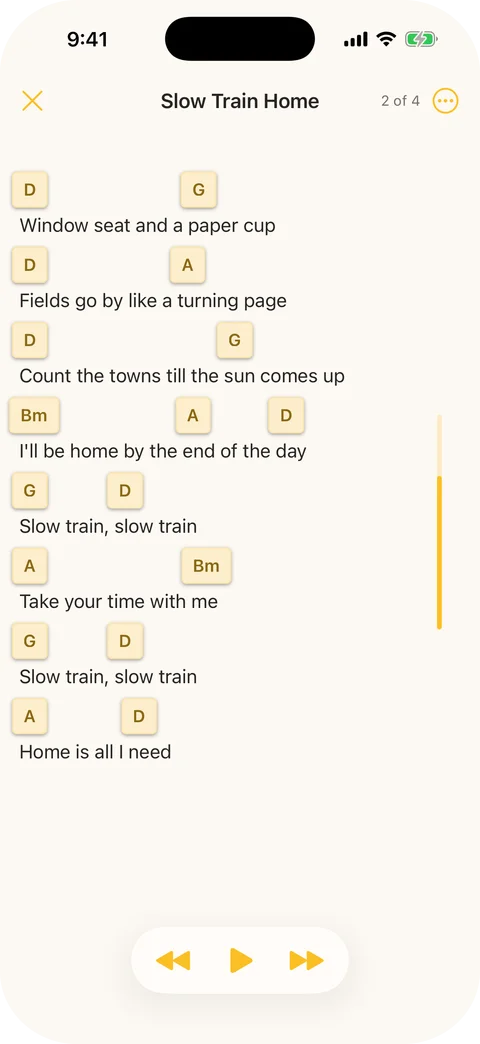 9:41
Slow Train Home 2 of 4
D G
Window seat and a paper cup
D A
Fields go by like a turning page
D G
Count the towns till the sun comes up
Bm A D
I'll be home by the end of the day
G D
Slow train, slow train
A Bm
Take your time with me
G D
Slow train, slow train
A D
Home is all I need